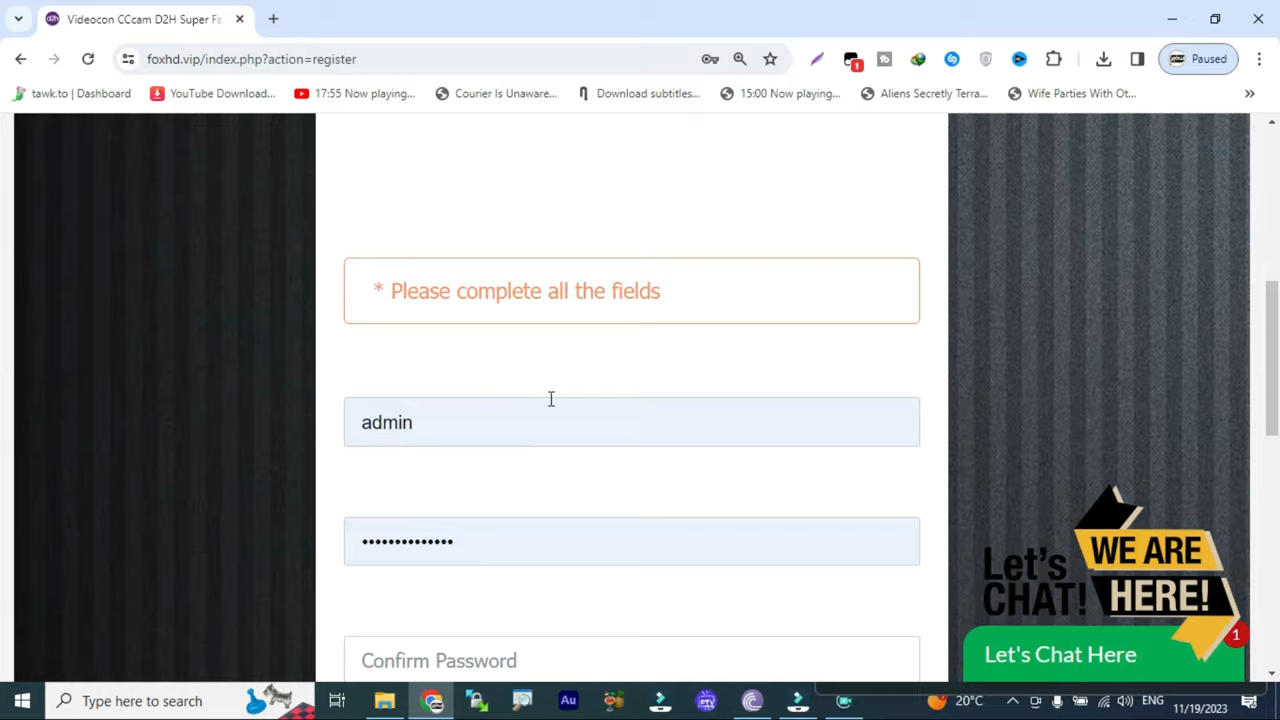 Videocon CCcam D2H Super Fa
foxhd.vip/index.php?action=register
1
Paused
tawk.to | Dashboard
YouTube Download...
17:55 Now playing...
Courier Is Unaware...
Download subtitles...
15:00 Now playing...
Aliens Secretly Terra...
Wife Parties With Ot...
* Please complete all the fields
admin
••••••••••••••
Confirm Password
Let's
CHAT!
WE ARE
HERE!
1
Let's Chat Here
Type here to search
Au
20°C
ENG
11/19/2023